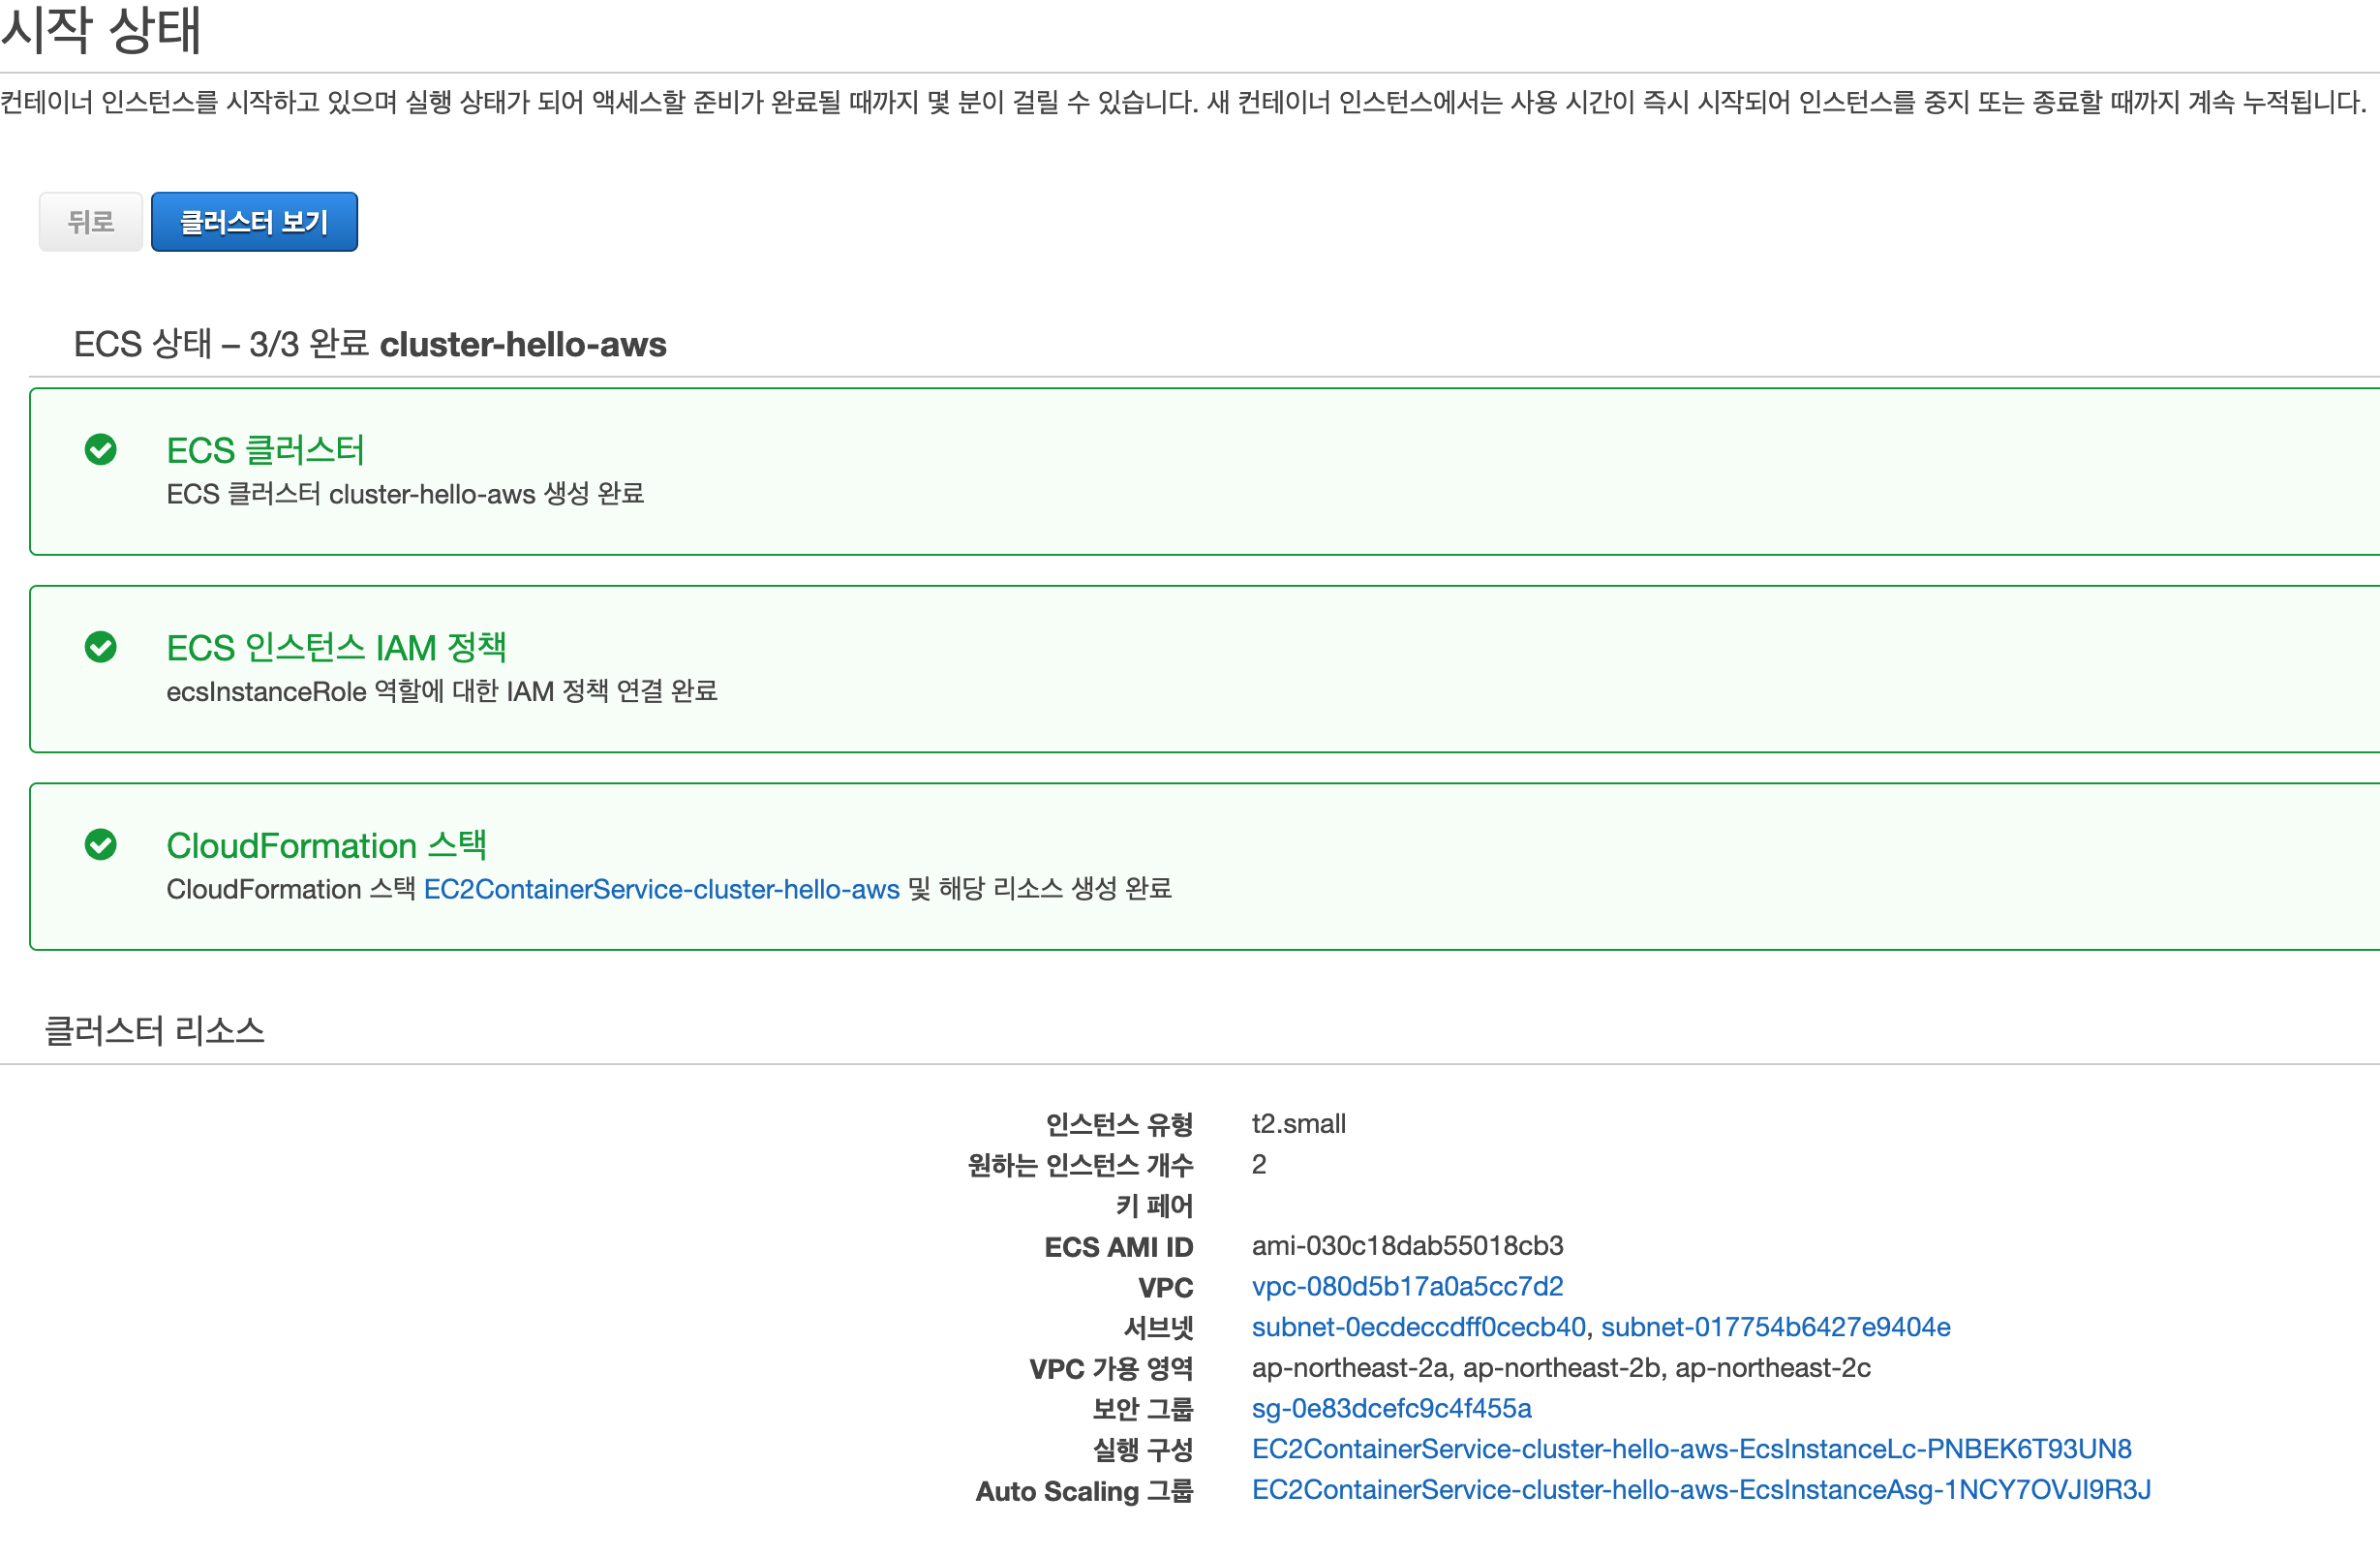 시작 상태
컨테이너 인스턴스를 시작하고 있으며 실행 상태가 되어 액세스할 준비가 완료될 때까지 몇 분이 걸릴 수 있습니다. 새 컨테이너 인스턴스에서는 사용 시간이 즉시 시작되어 인스턴스를 중지 또는 종료할 때까지 계속 누적됩니다.
뒤로 클러스터 보기
ECS 상태 – 3/3 완료 cluster-hello-aws
ECS 클러스터
ECS 클러스터 cluster-hello-aws 생성 완료
ECS 인스턴스 IAM 정책
ecsInstanceRole 역할에 대한 IAM 정책 연결 완료
CloudFormation 스택
CloudFormation 스택 EC2ContainerService-cluster-hello-aws 및 해당 리소스 생성 완료
클러스터 리소스
인스턴스 유형 t2.small
원하는 인스턴스 개수 2
키 페어
ECS AMI ID ami-030c18dab55018cb3
VPC vpc-080d5b17a0a5cc7d2
서브넷 subnet-0ecdeccdff0cecb40, subnet-017754b6427e9404e
VPC 가용 영역 ap-northeast-2a, ap-northeast-2b, ap-northeast-2c
보안 그룹 sg-0e83dcefc9c4f455a
실행 구성 EC2ContainerService-cluster-hello-aws-EcsInstanceLc-PNBEK6T93UN8
Auto Scaling 그룹 EC2ContainerService-cluster-hello-aws-EcsInstanceAsg-1NCY7OVJI9R3J